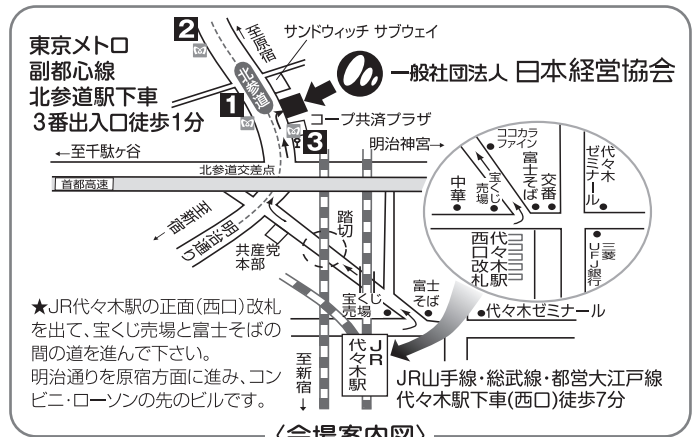 東京メトロ
副都心線
北参道駅下車
3番出入口徒歩1分
2
至原宿
サンドウィッチ サブウェイ
北参道
一般社団法人 日本経営協会
1
コープ共済プラザ
3
明治神宮→
←至千駄ヶ谷
北参道交差点
首都高速
至新宿
明治通り
共産党
本部
踏切
ココカラ
ファイン
代々木
ゼミナール
中華
宝くじ
売場
富士そば
交番
代々木駅
西口改札
三菱
UFJ銀行
宝くじ
売場
富士
そば
代々木ゼミナール
★JR代々木駅の正面(西口)改札
を出て、宝くじ売場と富士そばの
間の道を進んで下さい。
明治通りを原宿方面に進み、コン
ビニ・ローソンの先のビルです。
至新宿→
JR
代々木駅
JR山手線・総武線・都営大江戸線
代々木駅下車(西口)徒歩7分
〈会場案内図〉